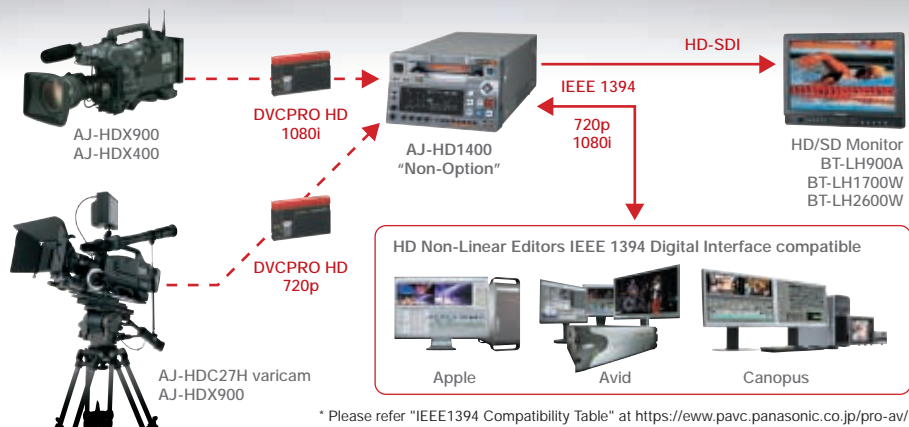 AJ-HDX900
AJ-HDX400
DVCPRO HD
1080i
AJ-HD1400
"Non-Option"
HD-SDI
IEEE 1394
720p
1080i
HD/SD Monitor
BT-LH900A
BT-LH1700W
BT-LH2600W
DVCPRO HD
720p
AJ-HDC27H varicam
AJ-HDX900
HD Non-Linear Editors IEEE 1394 Digital Interface compatible
Apple
Avid
Canopus
* Please refer "IEEE1394 Compatibility Table" at https://eww.pavc.panasonic.co.jp/pro-av/